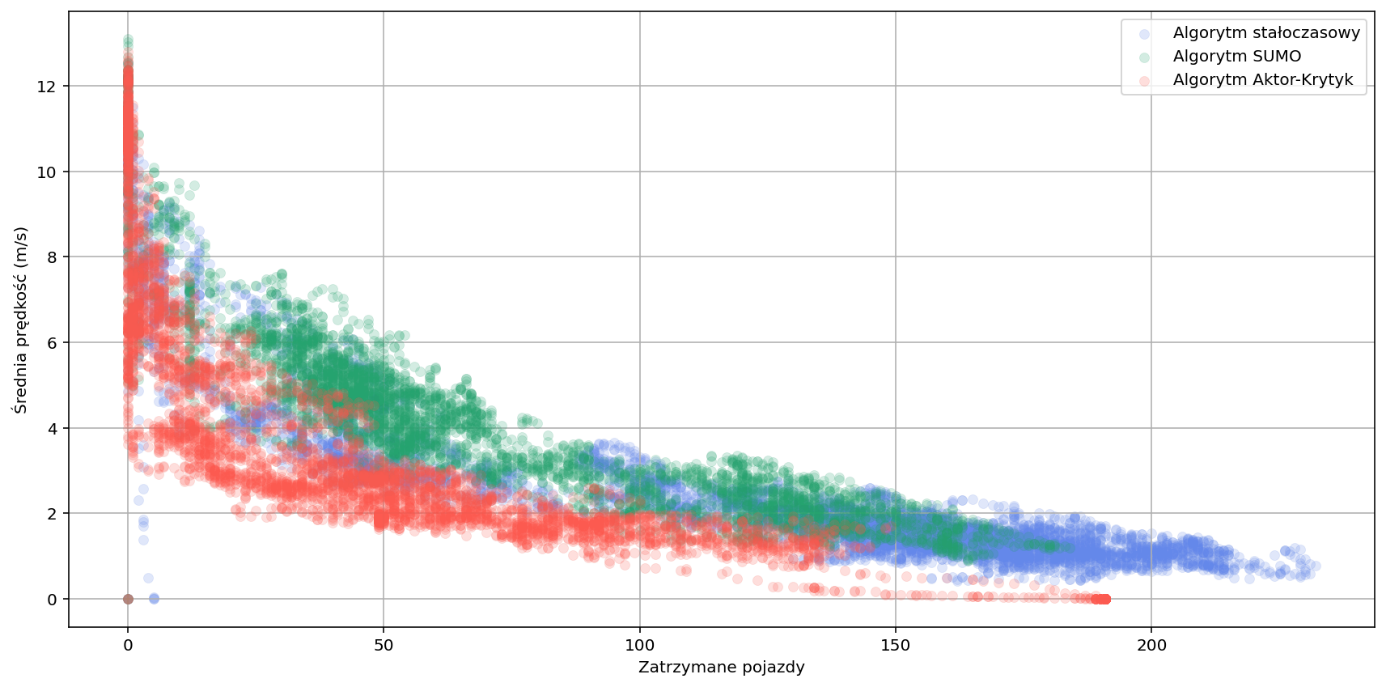 Algorytm stałoczasowy
Algorytm SUMO
Algorytm Aktor-Krytyk
Średnia prędkość (m/s)
12
10
8
6
4
2
0
0 50 100 150 200
Zatrzymane pojazdy